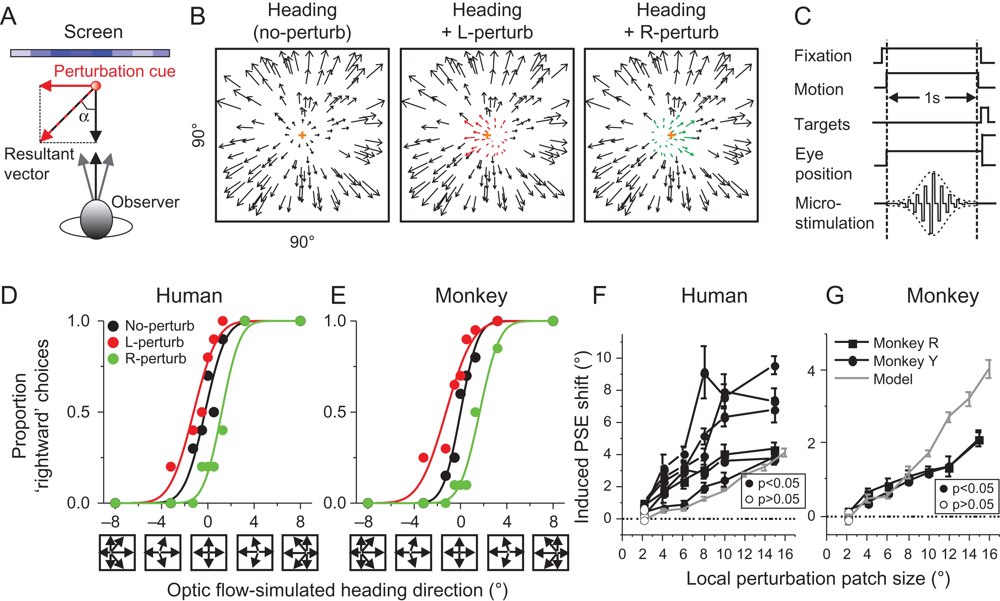 A
Screen
Perturbation cue
α
Resultant
vector
Observer
B
Heading
(no-perturb)
Heading
+ L-perturb
Heading
+ R-perturb
90°
90°
C
Fixation
Motion
1s
Targets
Eye
position
Micro-
stimulation
D
Human
Proportion
‘rightward’ choices
1.0
0.5
0.0
No-perturb
L-perturb
R-perturb
–8 –4 0 4 8
E
Monkey
1.0
0.5
0.0
–8 –4 0 4 8
Optic flow-simulated heading direction (°)
F
Human
Induced PSE shift (°)
10
8
6
4
2
0
p<0.05
p>0.05
0 2 4 6 8 10 12 14 16
G
Monkey
Monkey R
Monkey Y
Model
4
2
0
p<0.05
p>0.05
0 2 4 6 8 10 12 14 16
Local perturbation patch size (°)